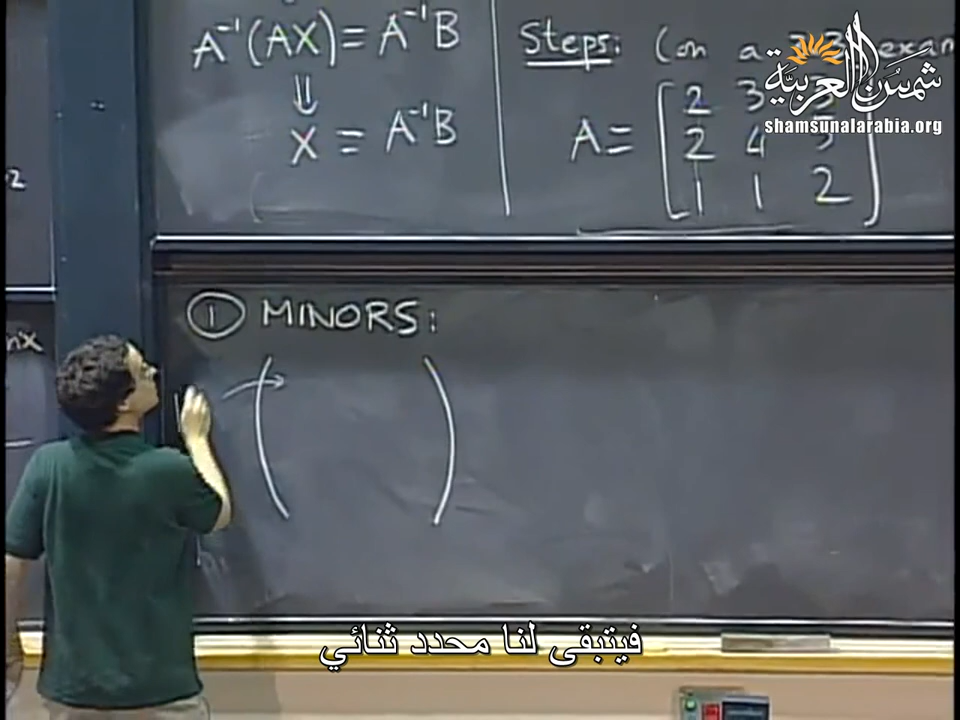 A⁻¹(AX) = A⁻¹B
⇓
X = A⁻¹B
Steps: (on a 3x3
A = [2 3
2 4
1 1 2]
① MINORS:
شمس العربية
shamsunalarabia.org
فيتبقى لنا محدد ثنائي